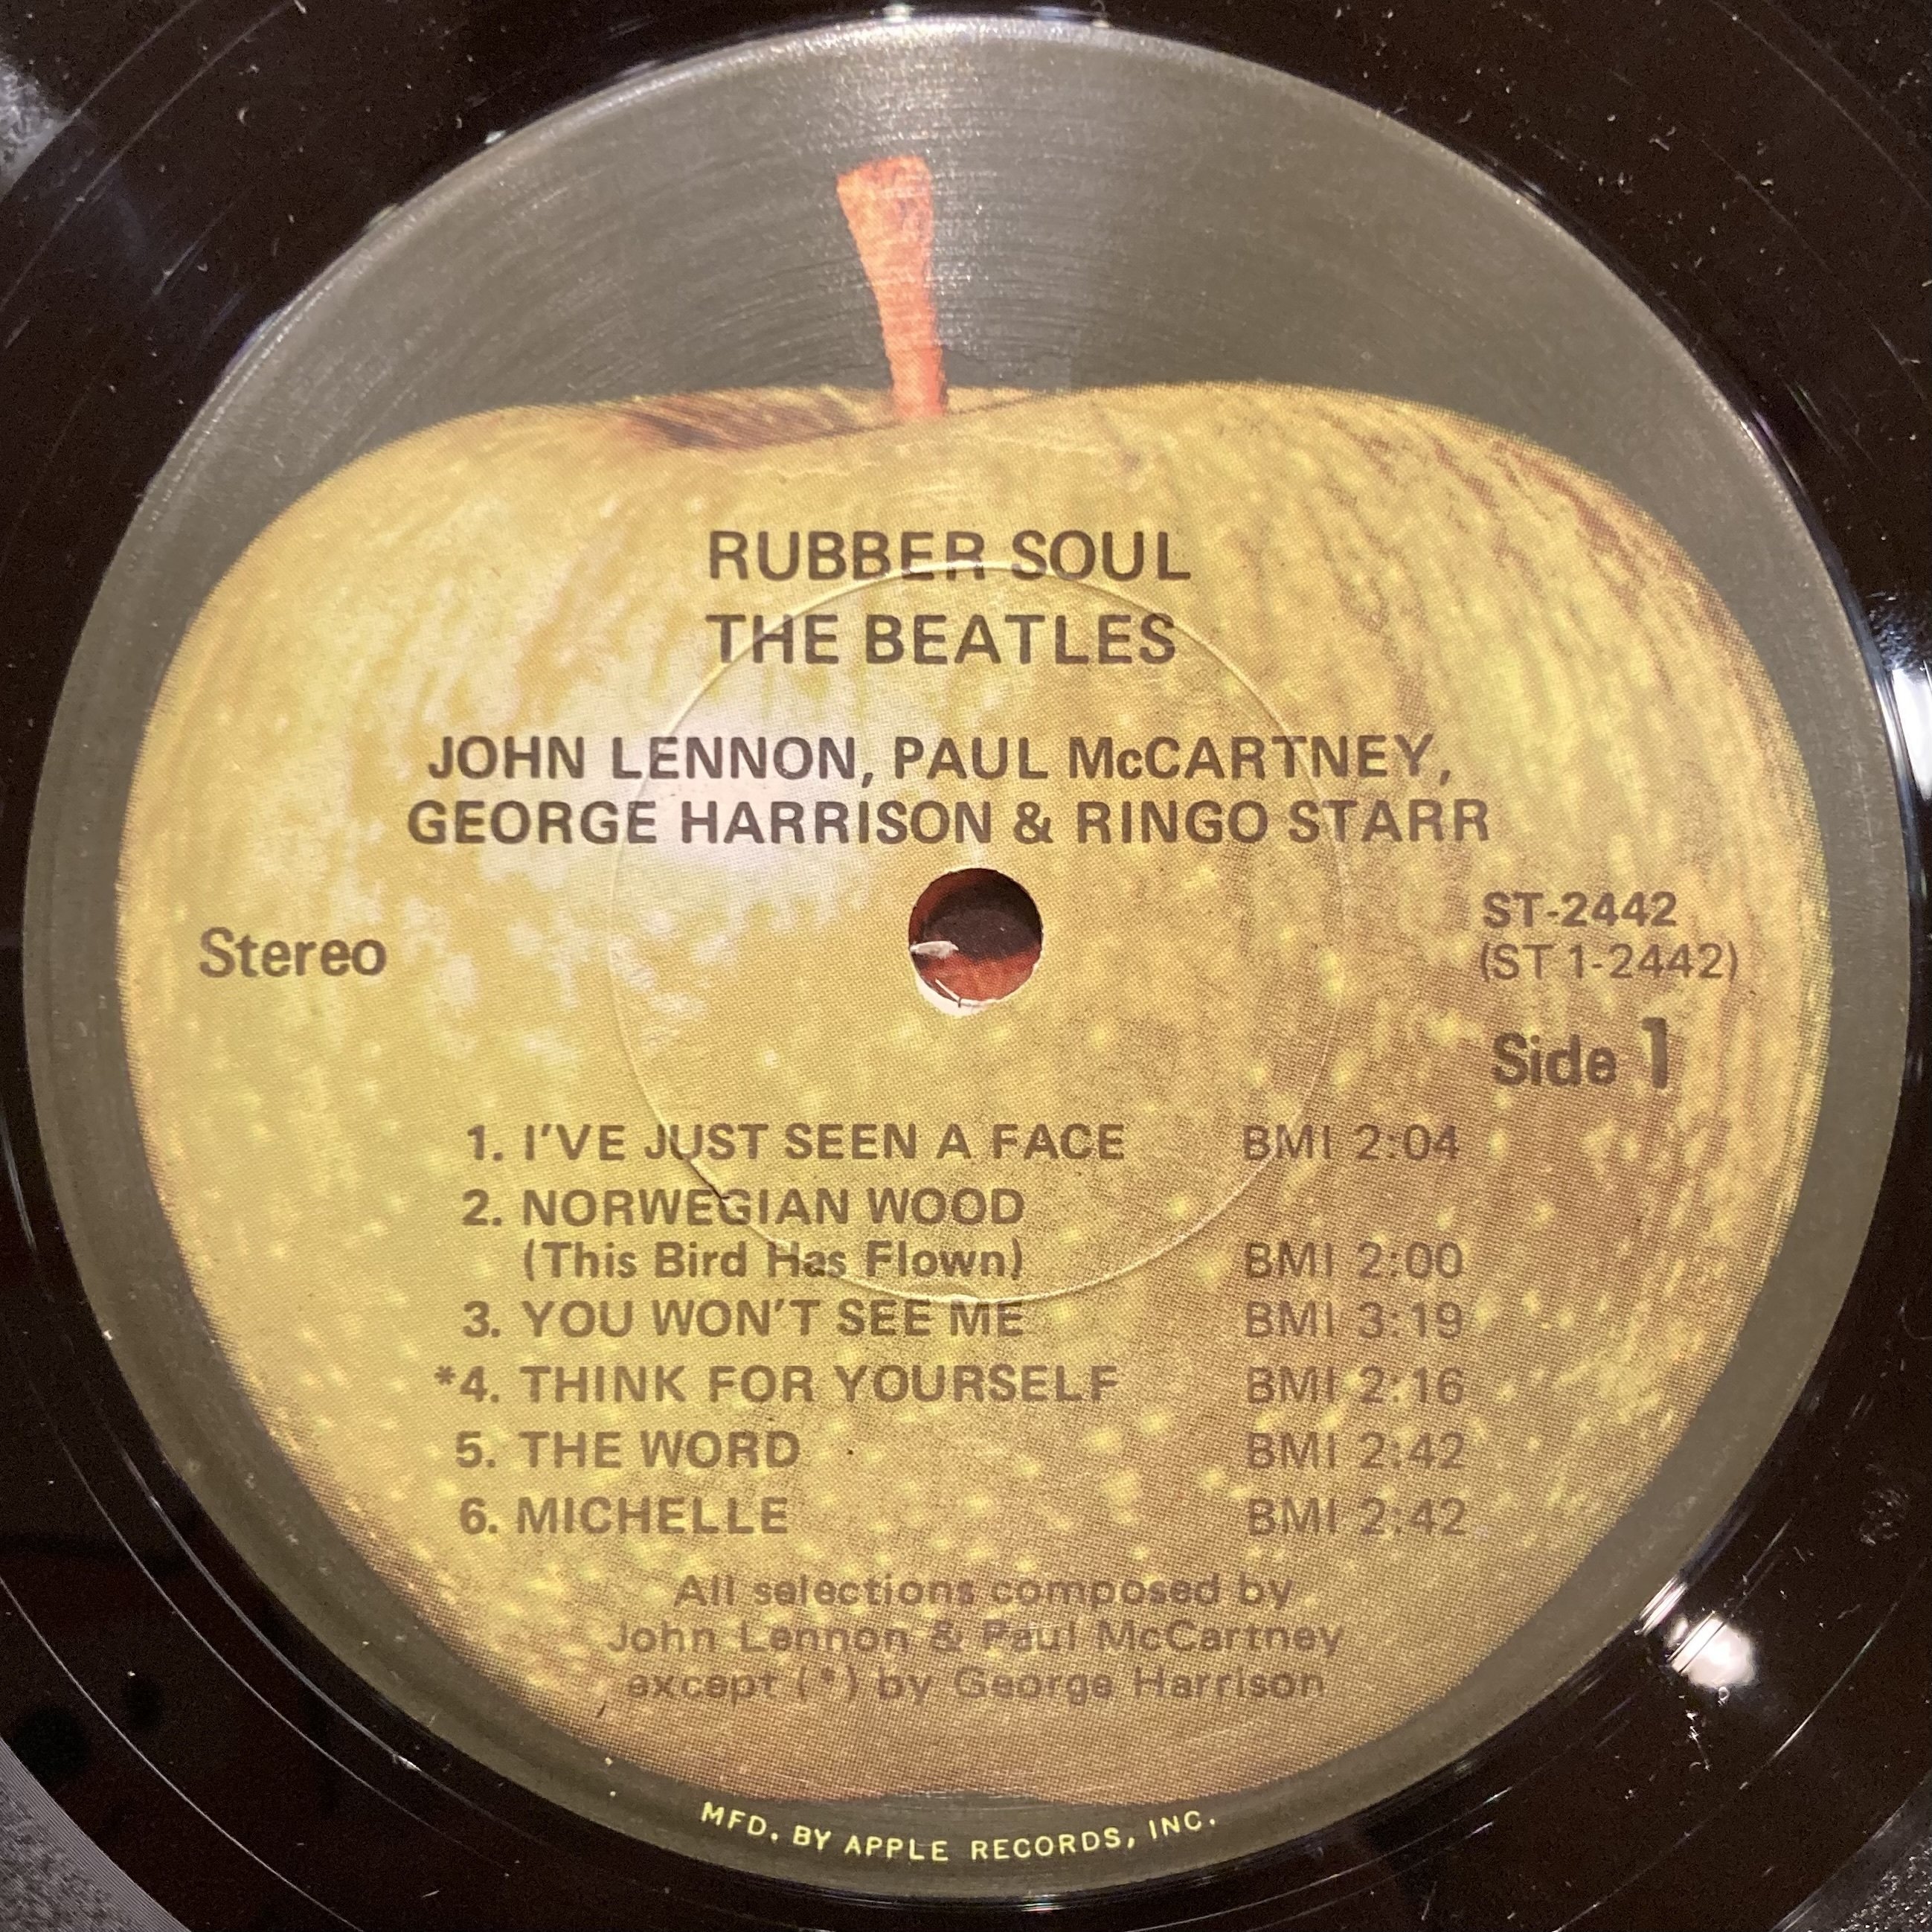 RUBBER SOUL
THE BEATLES
JOHN LENNON, PAUL McCARTNEY,
GEORGE HARRISON & RINGO STARR
Stereo
ST-2442
(ST 1-2442)
Side 1
1. I'VE JUST SEEN A FACE BMI 2:04
2. NORWEGIAN WOOD
(This Bird Has Flown) BMI 2:00
3. YOU WON'T SEE ME BMI 3:19
*4. THINK FOR YOURSELF BMI 2:16
5. THE WORD BMI 2:42
6. MICHELLE BMI 2:42
All selections composed by
John Lennon & Paul McCartney
except (*) by George Harrison
MFD. BY APPLE RECORDS, INC.